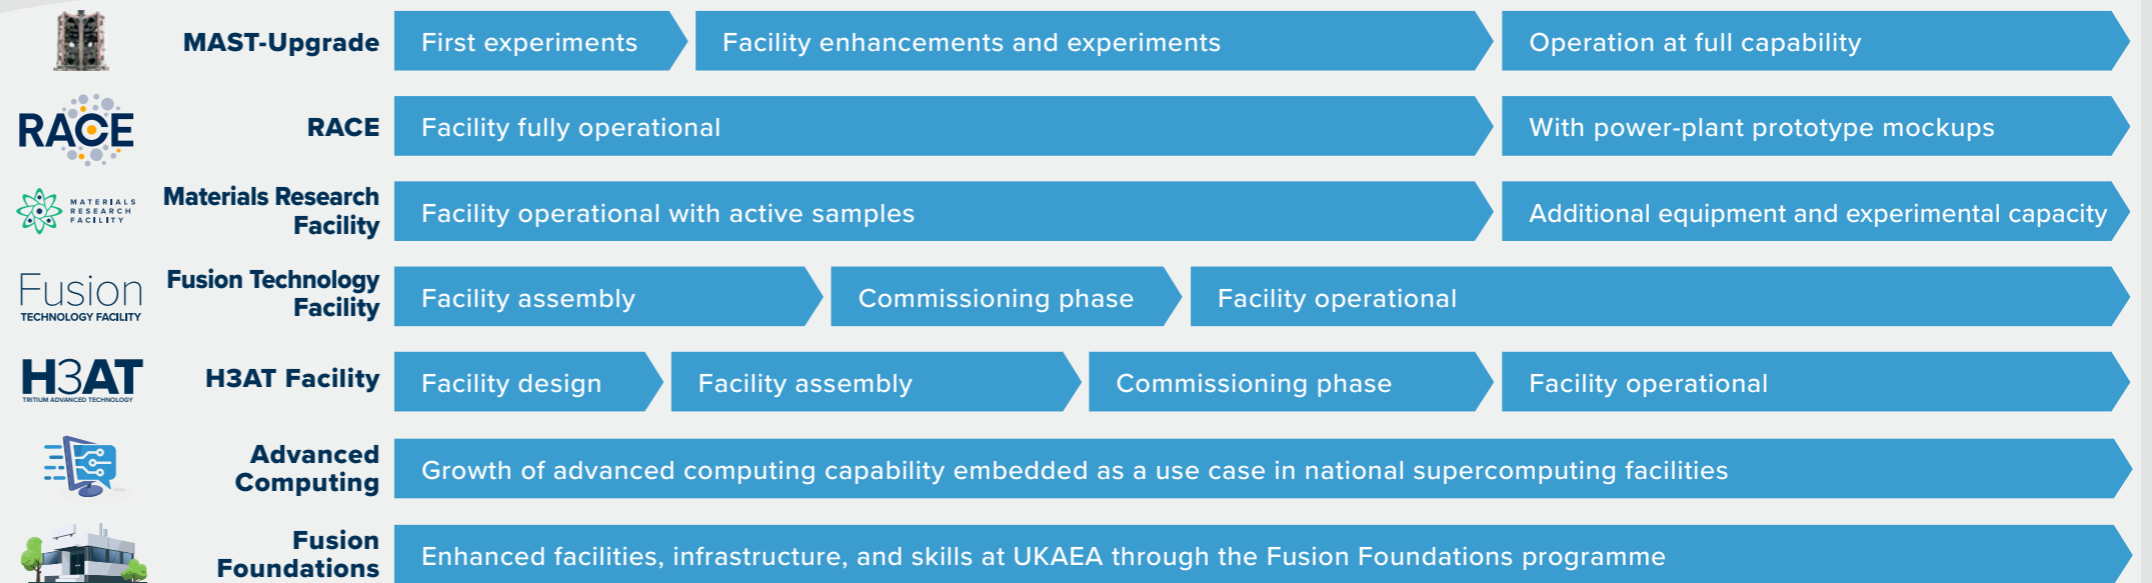 MAST-Upgrade
First experiments
Facility enhancements and experiments
Operation at full capability
RACE
RACE
Facility fully operational
With power-plant prototype mockups
MATERIALS
RESEARCH
FACILITY
Materials Research
Facility
Facility operational with active samples
Additional equipment and experimental capacity
Fusion
TECHNOLOGY FACILITY
Fusion Technology
Facility
Facility assembly
Commissioning phase
Facility operational
H3AT
TRITIUM ADVANCED TECHNOLOGY
H3AT Facility
Facility design
Facility assembly
Commissioning phase
Facility operational
Advanced
Computing
Growth of advanced computing capability embedded as a use case in national supercomputing facilities
Fusion
Foundations
Enhanced facilities, infrastructure, and skills at UKAEA through the Fusion Foundations programme